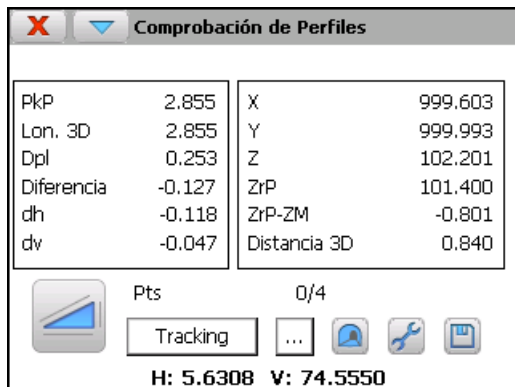 Comprobación de Perfiles
PkP 2.855
Lon. 3D 2.855
Dpl 0.253
Diferencia -0.127
dh -0.118
dv -0.047
X 999.603
Y 999.993
Z 102.201
ZrP 101.400
ZrP-ZM -0.801
Distancia 3D 0.840
Pts 0/4
Tracking ...
H: 5.6308 V: 74.5550